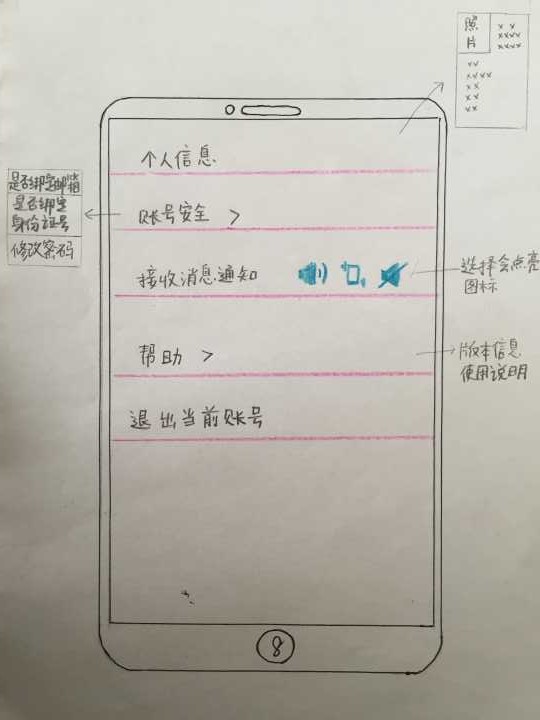 照
片
x x
xxxx
xxxx
xx
xxxx
xx
xx
xx
个人信息
是否绑定邮箱
是否绑定
身份证号
修改密码
账号安全 >
接收消息通知
选择会点亮
图标
帮助 >
版本信息
使用说明
退出当前账号
8